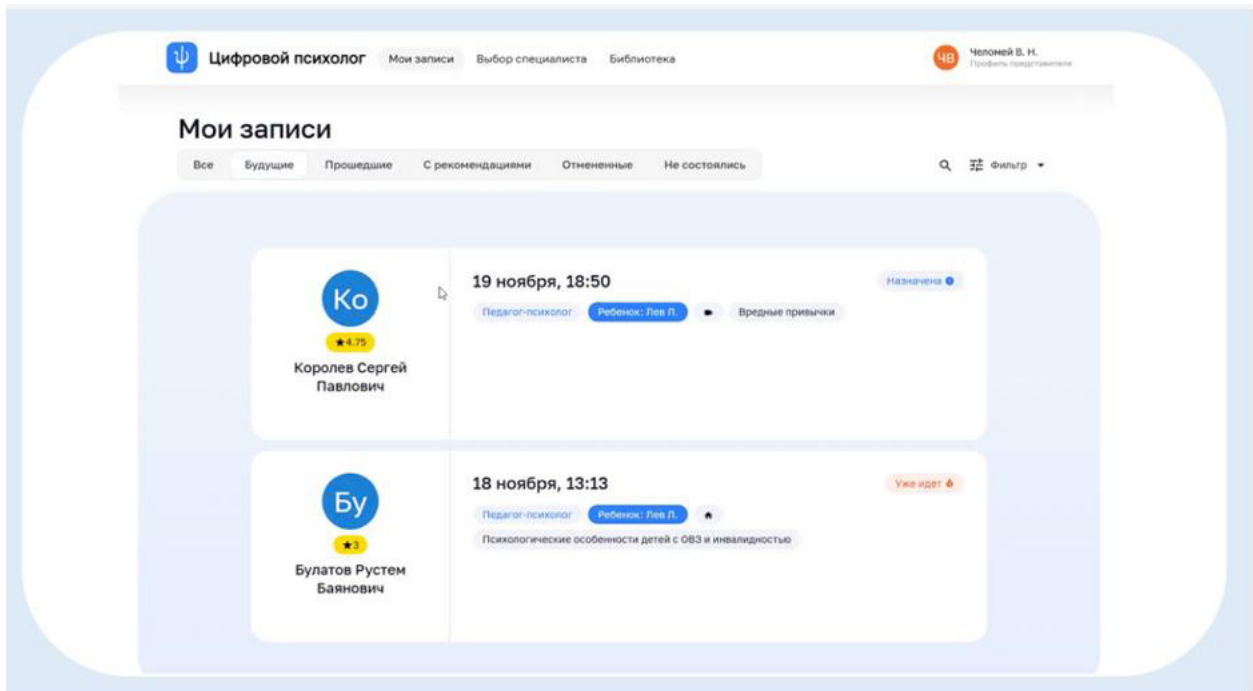 Ψ Цифровой психолог Мои записи Выбор специалиста Библиотека ЧВ Челомей В. Н.
Профиль представителя
Мои записи
Все Будущие Прошедшие С рекомендациями Отмененные Не состоялись Фильтр
Ко
★4.75
Королев Сергей
Павлович
19 ноября, 18:50 Назначена
Педагог-психолог Ребенок: Лев Л. Вредные привычки
Бу
★3
Булатов Рустем
Баянович
18 ноября, 13:13 Уже идет
Педагог-психолог Ребенок: Лев Л.
Психологические особенности детей с ОВЗ и инвалидностью